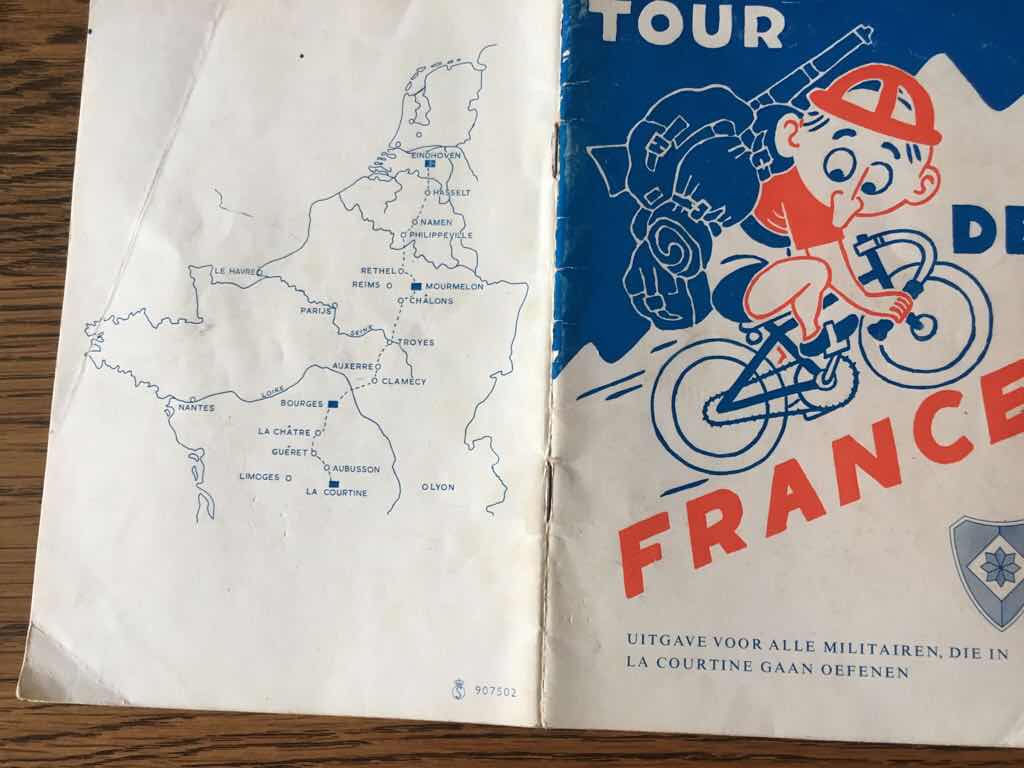 EINDHOVEN
HASSELT
NAMEN
PHILIPPEVILLE
LE HAVRE
RETHEL
REIMS
MOURMELON
CHÂLONS
PARIJS
SEINE
TROYES
AUXERRE
CLAMECY
LOIRE
NANTES
BOURGES
LA CHÂTRE
GUÉRET
AUBUSSON
LIMOGES
LA COURTINE
LYON
907502
TOUR
DE
FRANCE
UITGAVE VOOR ALLE MILITAIREN, DIE IN
LA COURTINE GAAN OEFENEN